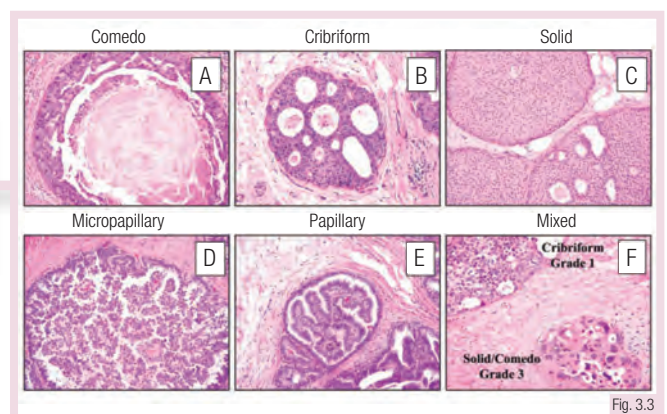 Comedo Cribriform Solid
A B C
Micropapillary Papillary Mixed
D E F
Cribriform
Grade 1
Solid/Comedo
Grade 3
Fig. 3.3